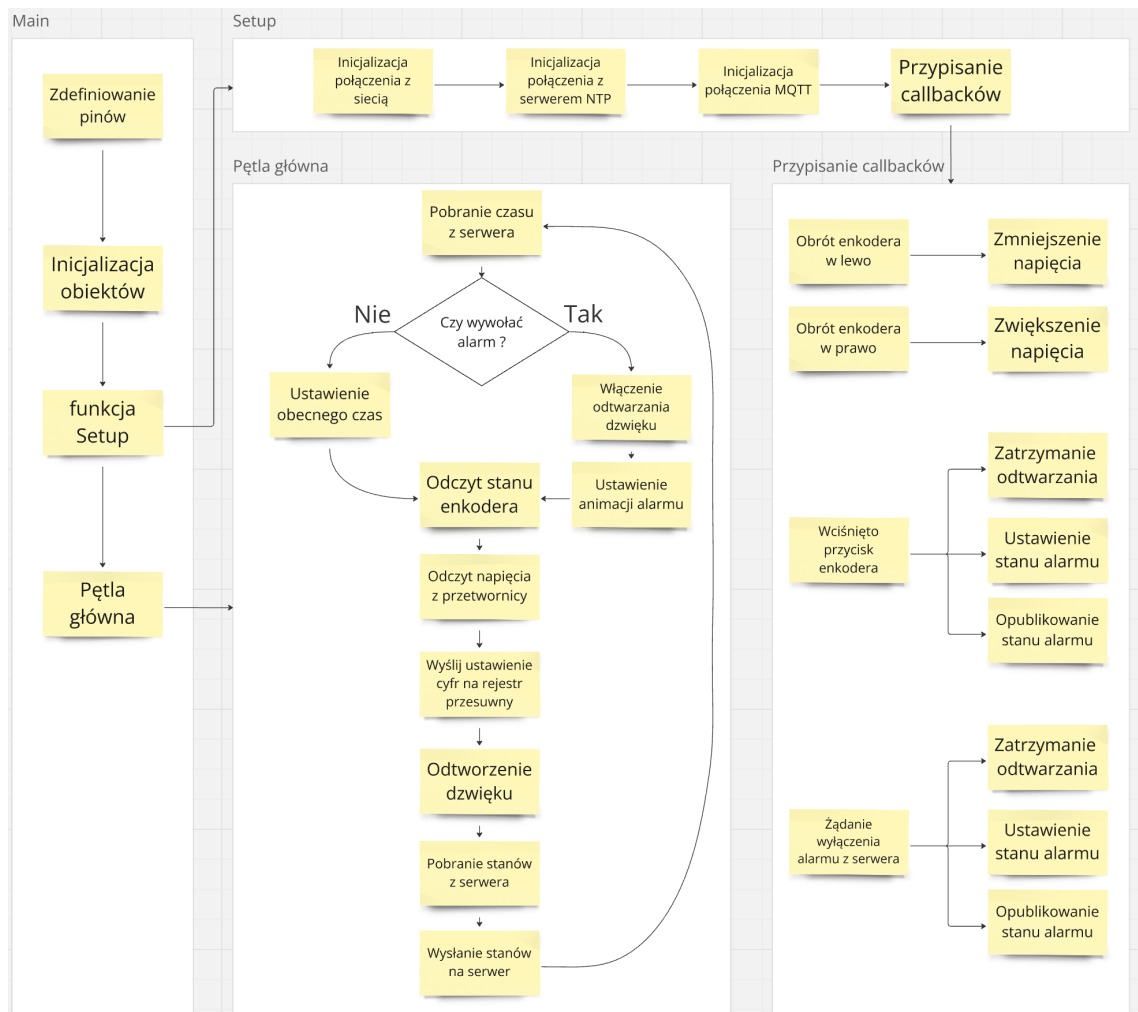 Main
Zdefiniowanie
pinów
Inicjalizacja
obiektów
funkcja
Setup
Pętla
główna
Setup
Inicjalizacja
połączenia z
siecią
Inicjalizacja
połączenia z
serwerem NTP
Inicjalizacja
połączenia MQTT
Przypisanie
callbacków
Pętla główna
Pobranie czasu
z serwera
Czy wywołać
alarm ?
Nie
Tak
Ustawienie
obecnego czas
Włączenie
odtwarzania
dzwięku
Ustawienie
animacji alarmu
Odczyt stanu
enkodera
Odczyt napięcia
z przetwornicy
Wyślij ustawienie
cyfr na rejestr
przesuwny
Odtworzenie
dzwięku
Pobranie stanów
z serwera
Wysłanie stanów
na serwer
Przypisanie callbacków
Obrót enkodera
w lewo
Zmniejszenie
napięcia
Obrót enkodera
w prawo
Zwiększenie
napięcia
Wciśnięto
przycisk
enkodera
Zatrzymanie
odtwarzania
Ustawienie
stanu alarmu
Opublikowanie
stanu alarmu
Żądanie
wyłączenia
alarmu z serwera
Zatrzymanie
odtwarzania
Ustawienie
stanu alarmu
Opublikowanie
stanu alarmu